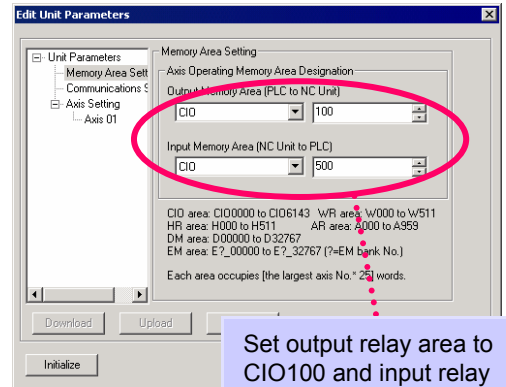 Edit Unit Parameters
Unit Parameters
Memory Area Sett
Communications S
Axis Setting
Axis 01
Memory Area Setting
Axis Operating Memory Area Designation
Output Memory Area (PLC to NC Unit)
CIO 100
Input Memory Area (NC Unit to PLC)
CIO 500
CIO area: CIO0000 to CIO6143 WR area: W000 to W511
HR area: H000 to H511 AR area: A000 to A959
DM area: D00000 to D32767
EM area: E?_00000 to E?_32767 (?=EM bank No.)
Each area occupies [the largest axis No.* 25] words.
Download Upload
Initialize
Set output relay area to
CIO100 and input relay